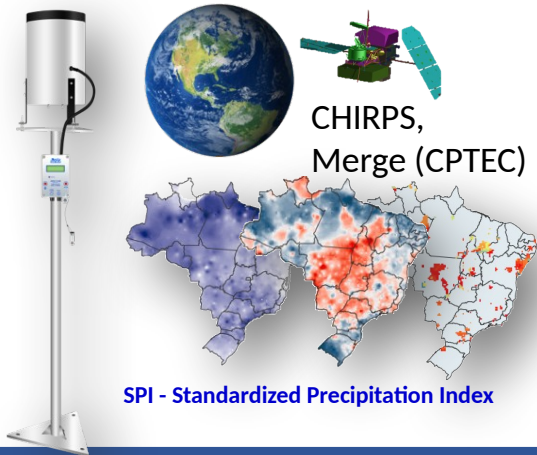 CHIRPS,
Merge (CPTEC)
SPI - Standardized Precipitation Index